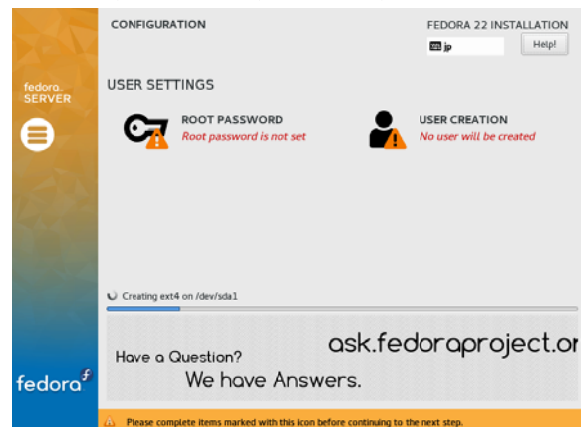 CONFIGURATION
FEDORA 22 INSTALLATION
jp
Help!
fedora
SERVER
USER SETTINGS
ROOT PASSWORD
Root password is not set
USER CREATION
No user will be created
Creating ext4 on /dev/sda1
Have a Question?
ask.fedoraproject.or
We have Answers.
fedora
Please complete items marked with this icon before continuing to the next step.